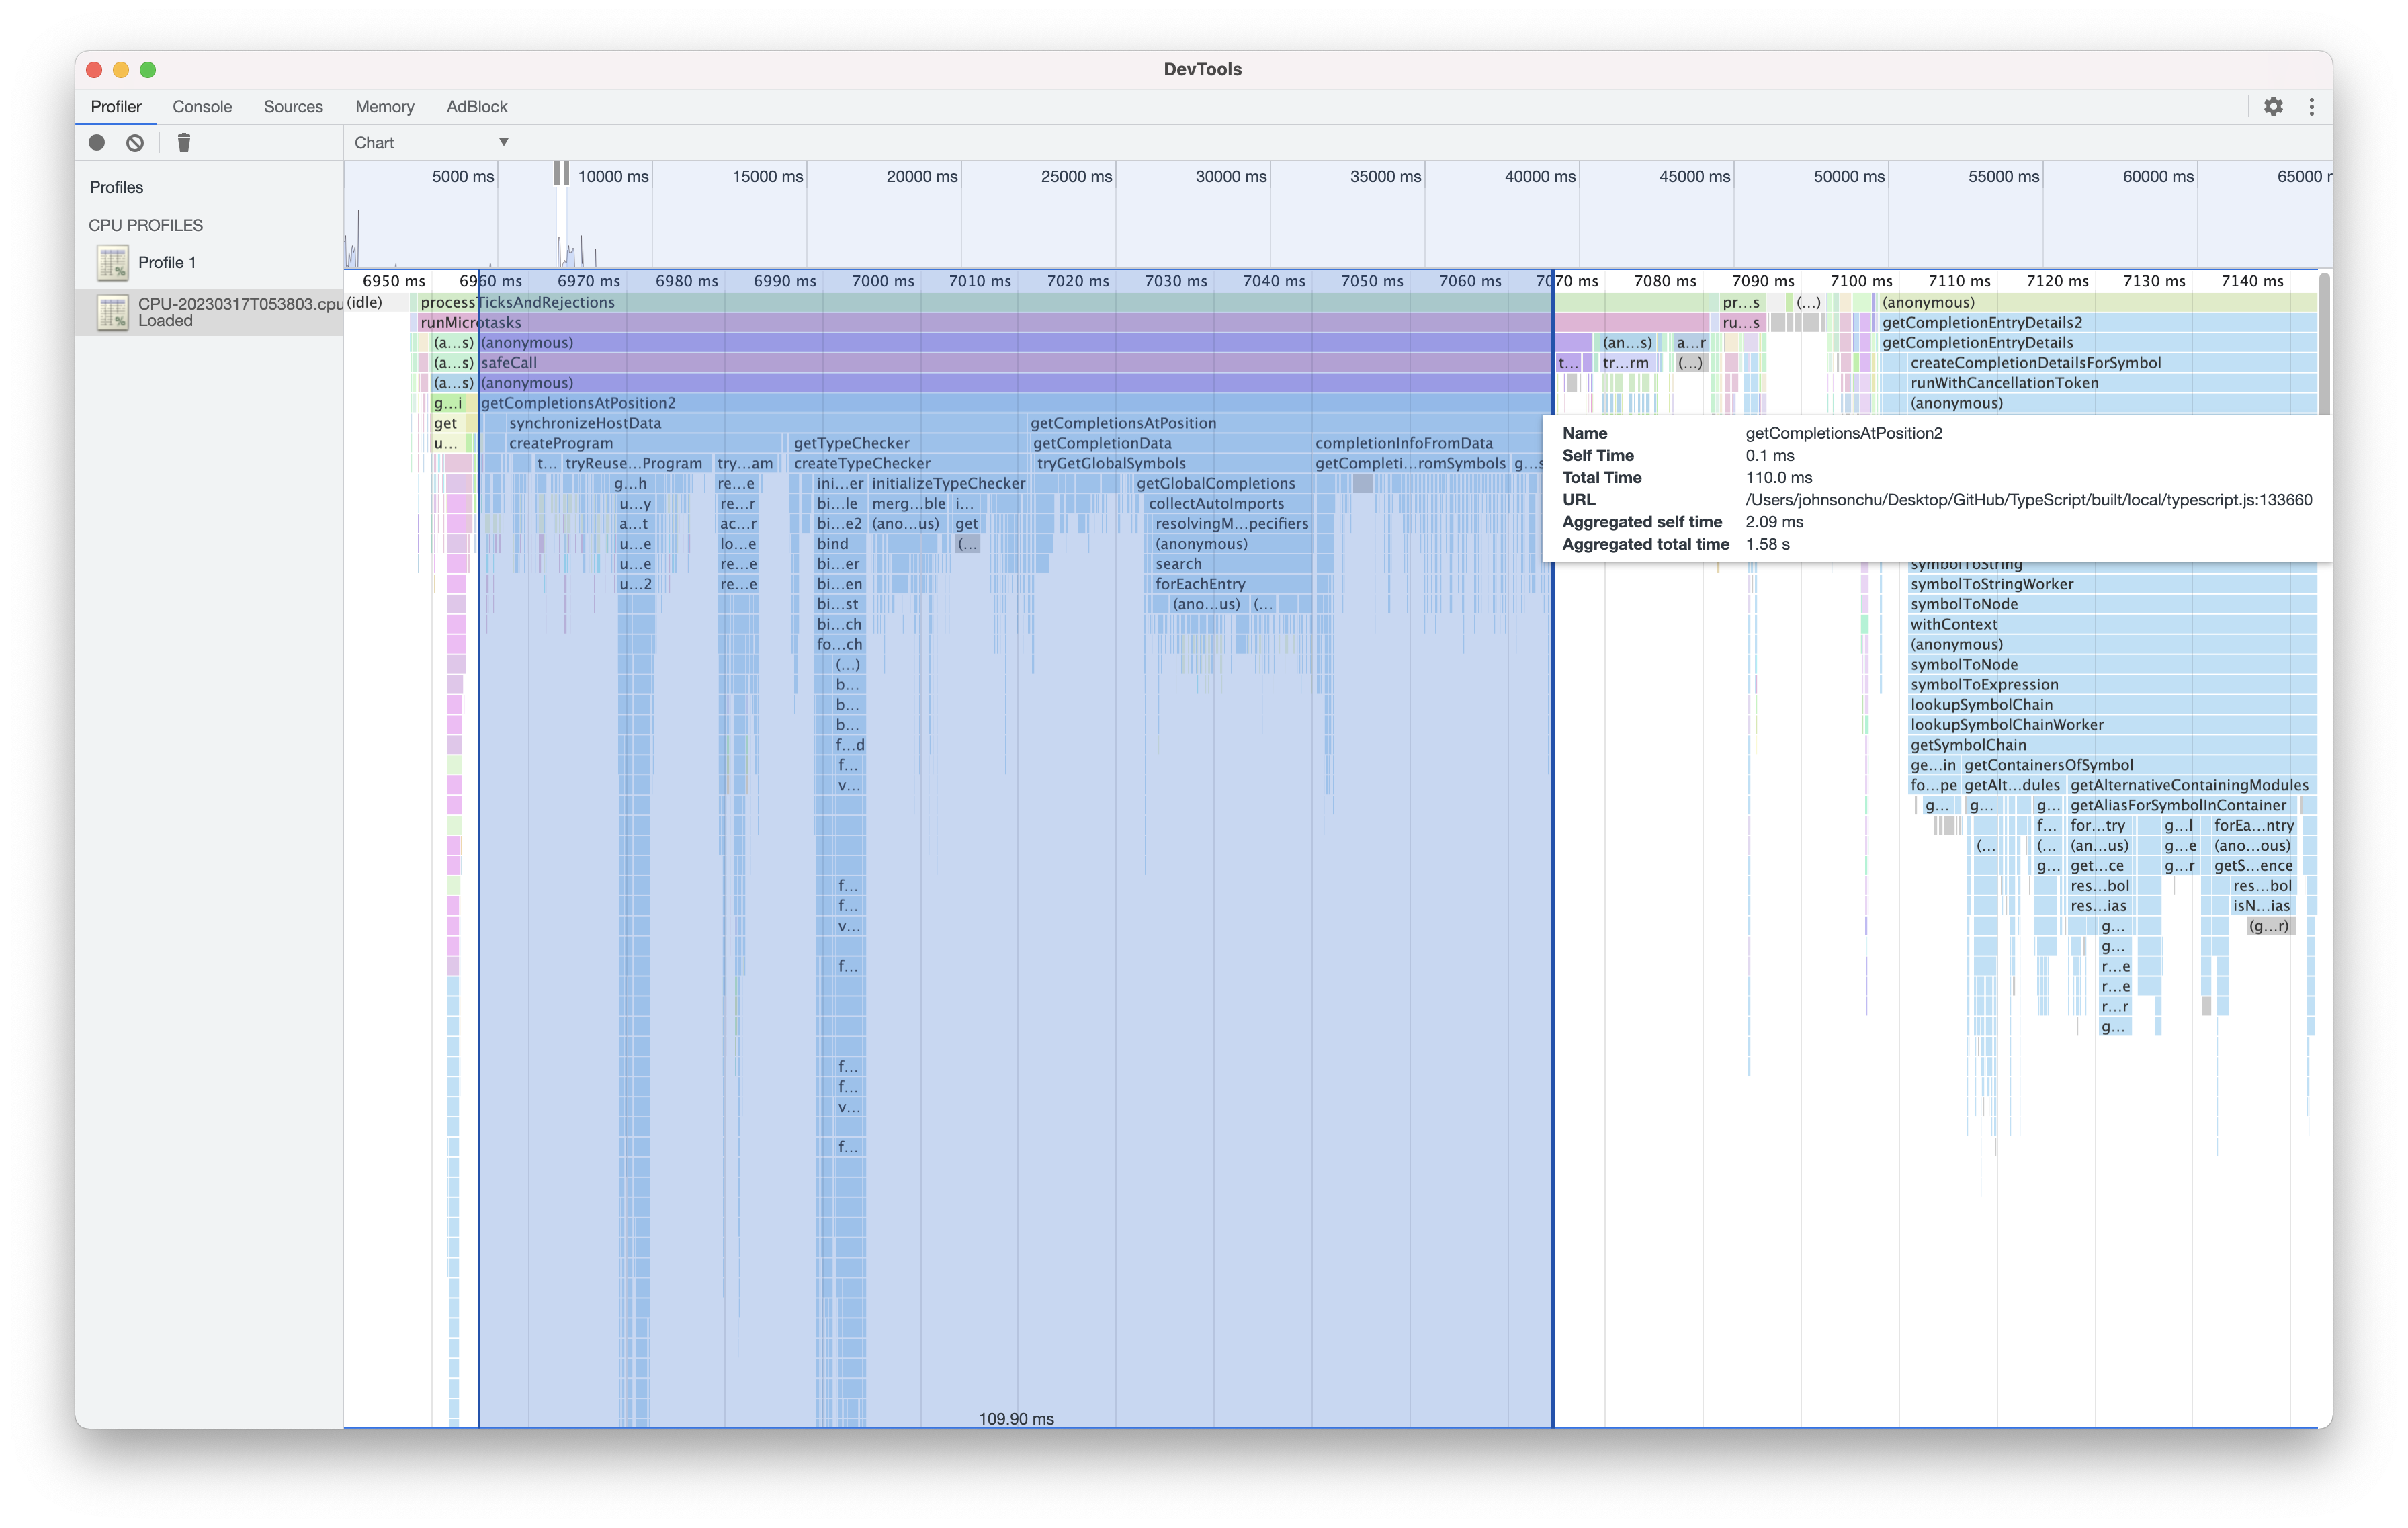 DevTools
Profiler Console Sources Memory AdBlock
Chart ▼
Profiles
CPU PROFILES
Profile 1
CPU-20230317T053803.cpu
Loaded
5000 ms 10000 ms 15000 ms 20000 ms 25000 ms 30000 ms 35000 ms 40000 ms 45000 ms 50000 ms 55000 ms 60000 ms 65000
6950 ms 6960 ms 6970 ms 6980 ms 6990 ms 7000 ms 7010 ms 7020 ms 7030 ms 7040 ms 7050 ms 7060 ms 7070 ms 7080 ms 7090 ms 7100 ms 7110 ms 7120 ms 7130 ms 7140 ms
(idle) processTicksAndRejections pr…s (…) (anonymous)
runMicrotasks ru…s getCompletionEntryDetails2
(a…s) (anonymous) (an…s) a…r getCompletionEntryDetails
(a…s) safeCall t… tr…rm (…) createCompletionDetailsForSymbol
(a…s) (anonymous) runWithCancellationToken
g…i getCompletionsAtPosition2 (anonymous)
get synchronizeHostData getCompletionsAtPosition
u… createProgram getTypeChecker getCompletionData completionInfoFromData
t… tryReuse…Program try…am createTypeChecker tryGetGlobalSymbols getCompleti…romSymbols g…s
g…h re…e ini…er initializeTypeChecker getGlobalCompletions
u…y re…r bi…le merg…ble i… collectAutoImports
a…t ac…r bi…e2 (ano…us) get resolvingM…pecifiers
u…e lo…e bind (… (anonymous)
u…e re…e bi…er search
u…2 re…e bi…en forEachEntry
bi…st (ano…us) (…
bi…ch
fo…ch
(…)
b…
b…
b…
f…d
f…
v…
f…
f…
v…
f…
f…
f…
v…
f…
109.90 ms
Name getCompletionsAtPosition2
Self Time 0.1 ms
Total Time 110.0 ms
URL /Users/johnsonchu/Desktop/GitHub/TypeScript/built/local/typescript.js:133660
Aggregated self time 2.09 ms
Aggregated total time 1.58 s
symbolToString
symbolToStringWorker
symbolToNode
withContext
(anonymous)
symbolToNode
symbolToExpression
lookupSymbolChain
lookupSymbolChainWorker
getSymbolChain
ge…in getContainersOfSymbol
fo…pe getAlt…dules getAlternativeContainingModules
g… g… g… getAliasForSymbolInContainer
f… for…try g…l forEa…ntry
(… (… (an…us) g…e (ano…ous)
g… get…ce g…r getS…ence
res…bol res…bol
res…ias isN…ias
g… (g…r)
g…
r…e
r…e
r…r
g…